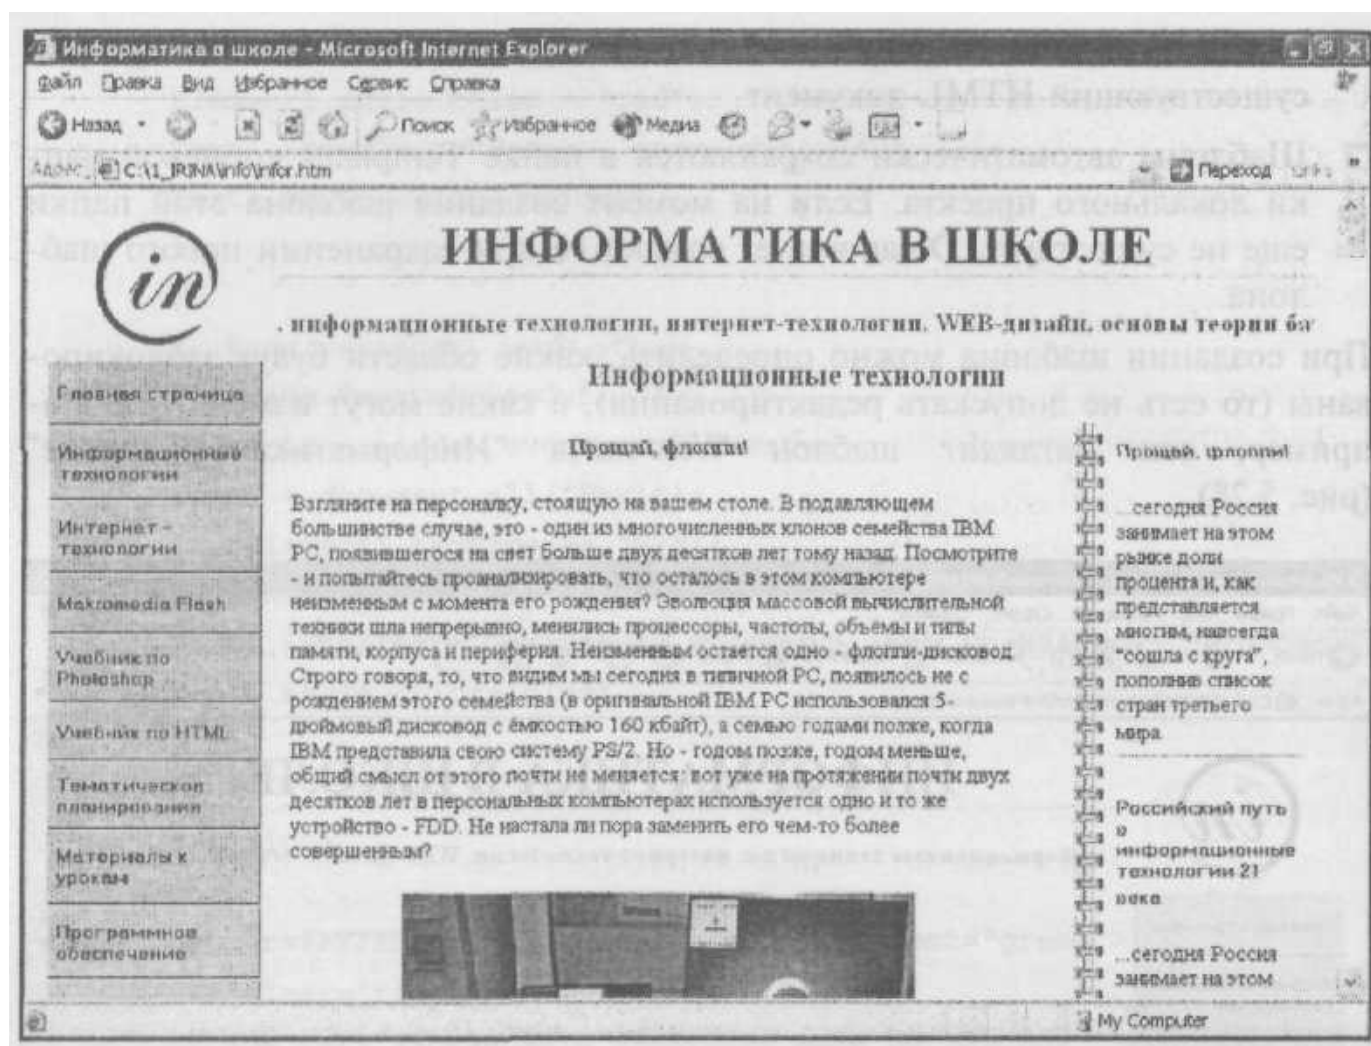 Информатика в школе - Microsoft Internet Explorer
Файл Правка Вид Избранное Сервис Справка
Назад Поиск Избранное Медиа
Адрес C:\1_IRINA\info\infor.htm Переход
in
ИНФОРМАТИКА В ШКОЛЕ
. информационные технологии, интернет-технологии, WEB-дизайн, основы теории ба
Главная страница
Информационные
технологии
Интернет -
технологии
Makromedia Flash
Учебник по
Photoshop
Учебник по HTML
Тематическое
планирование
Материалы к
урокам
Программное
обеспечение
Информационные технологии
Прощай, флоппи!
Взгляните на персоналку, стоящую на вашем столе. В подавляющем
большинстве случае, это - один из многочисленных клонов семейства IBM
PC, появившегося на свет больше двух десятков лет тому назад. Посмотрите
- и попытайтесь проанализировать, что осталось в этом компьютере
неизменным с момента его рождения? Эволюция массовой вычислительной
техники шла непрерывно, менялись процессоры, частоты, объемы и типы
памяти, корпуса и периферия. Неизменным остается одно - флоппи-дисковод.
Строго говоря, то, что видим мы сегодня в типичной PC, появилось не с
рождением этого семейства (в оригинальной IBM PC использовался 5-
дюймовый дисковод с ёмкостью 160 кбайт), а семью годами позже, когда
IBM представила свою систему PS/2. Но - годом позже, годом меньше,
общий смысл от этого почти не меняется: вот уже на протяжении почти двух
десятков лет в персональных компьютерах используется одно и то же
устройство - FDD. Не настала ли пора заменить его чем-то более
совершенным?
Прощай, флоппи!
...сегодня Россия
занимает на этом
рынке доли
процента и, как
представляется
многим, навсегда
"сошла с круга",
пополнив список
стран третьего
мира.
Российский путь
в
информационные
технологии 21
века
...сегодня Россия
занимает на этом
My Computer